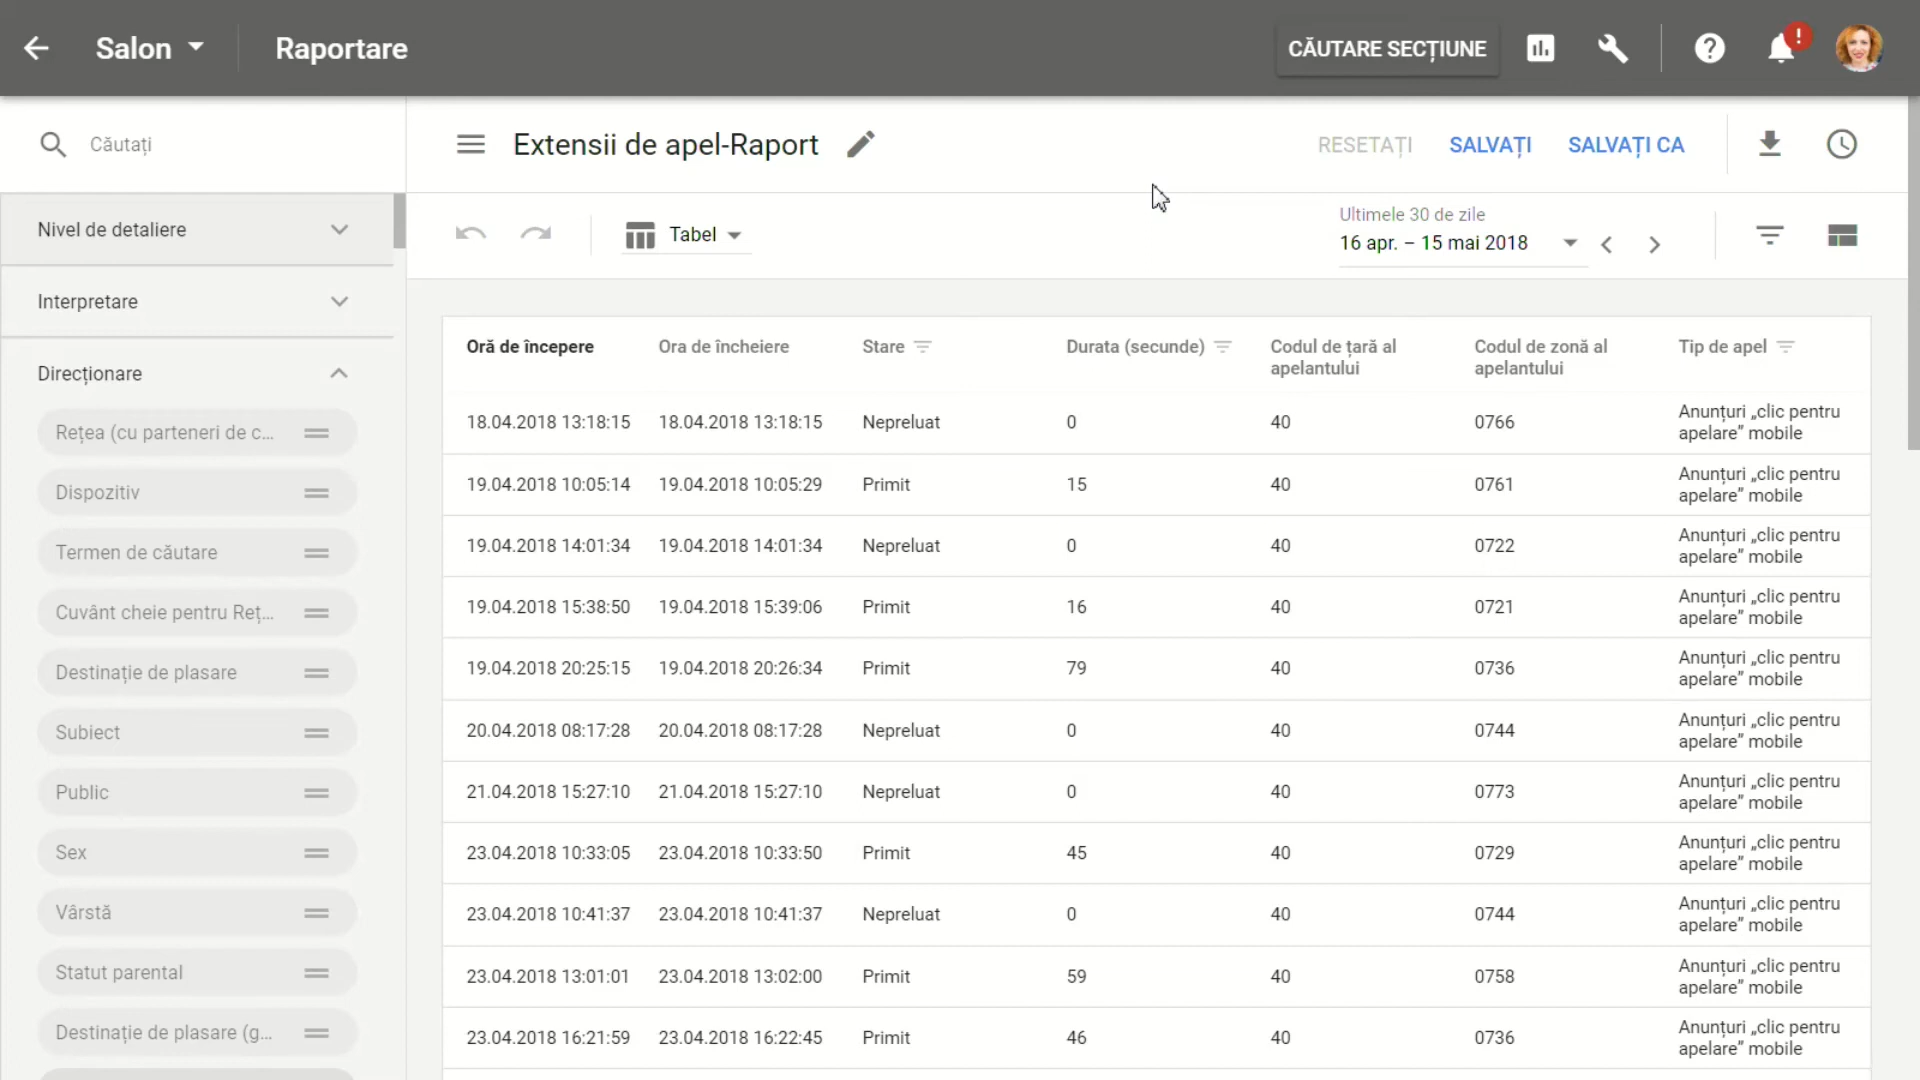 Salon
Raportare
CĂUTARE SECȚIUNE
!
Căutați
Extensii de apel-Raport
RESETAȚI
SALVAȚI
SALVAȚI CA
Nivel de detaliere
Interpretare
Direcționare
Rețea (cu parteneri de c...
Dispozitiv
Termen de căutare
Cuvânt cheie pentru Reț...
Destinație de plasare
Subiect
Public
Sex
Vârstă
Statut parental
Destinație de plasare (g...
Tabel
Ultimele 30 de zile
16 apr. – 15 mai 2018
Oră de începere
Ora de încheiere
Stare
Durata (secunde)
Codul de țară al
apelantului
Codul de zonă al
apelantului
Tip de apel
18.04.2018 13:18:15 18.04.2018 13:18:15 Nepreluat 0 40 0766
Anunțuri „clic pentru
apelare” mobile
19.04.2018 10:05:14 19.04.2018 10:05:29 Primit 15 40 0761
Anunțuri „clic pentru
apelare” mobile
19.04.2018 14:01:34 19.04.2018 14:01:34 Nepreluat 0 40 0722
Anunțuri „clic pentru
apelare” mobile
19.04.2018 15:38:50 19.04.2018 15:39:06 Primit 16 40 0721
Anunțuri „clic pentru
apelare” mobile
19.04.2018 20:25:15 19.04.2018 20:26:34 Primit 79 40 0736
Anunțuri „clic pentru
apelare” mobile
20.04.2018 08:17:28 20.04.2018 08:17:28 Nepreluat 0 40 0744
Anunțuri „clic pentru
apelare” mobile
21.04.2018 15:27:10 21.04.2018 15:27:10 Nepreluat 0 40 0773
Anunțuri „clic pentru
apelare” mobile
23.04.2018 10:33:05 23.04.2018 10:33:50 Primit 45 40 0729
Anunțuri „clic pentru
apelare” mobile
23.04.2018 10:41:37 23.04.2018 10:41:37 Nepreluat 0 40 0744
Anunțuri „clic pentru
apelare” mobile
23.04.2018 13:01:01 23.04.2018 13:02:00 Primit 59 40 0758
Anunțuri „clic pentru
apelare” mobile
23.04.2018 16:21:59 23.04.2018 16:22:45 Primit 46 40 0736
Anunțuri „clic pentru
apelare” mobile